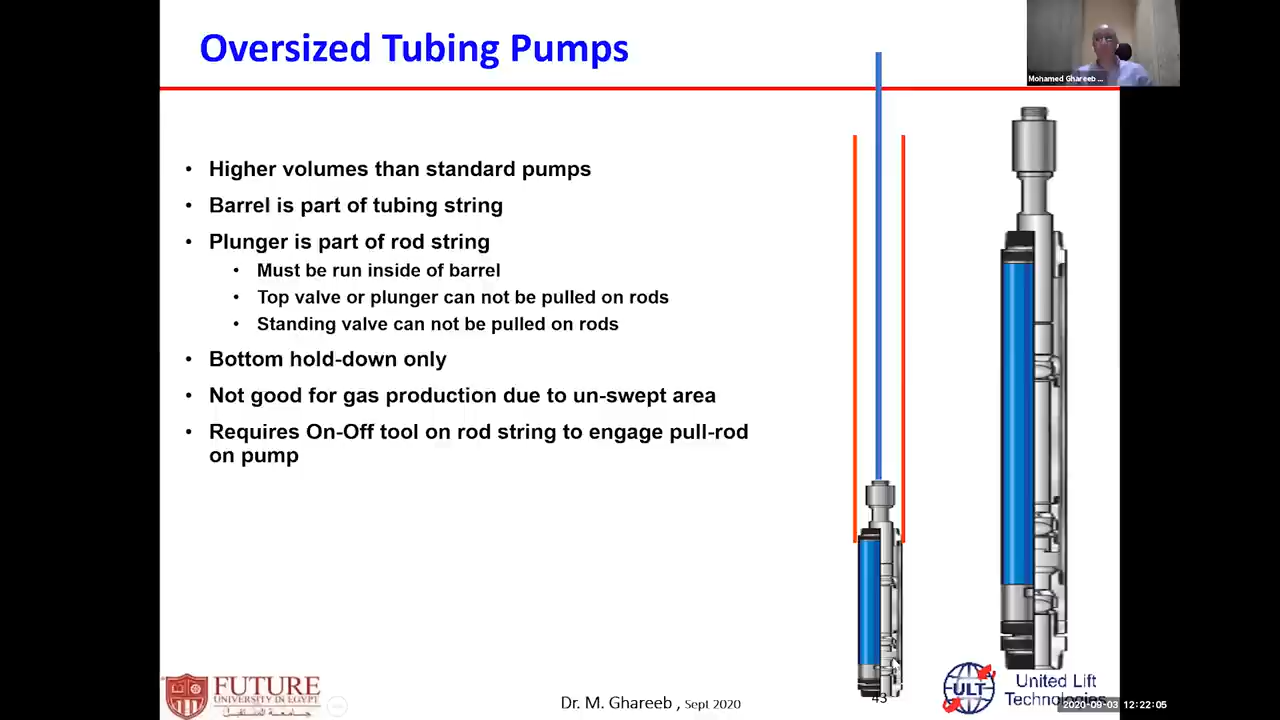 Oversized Tubing Pumps
Mohamed Ghareeb ...
• Higher volumes than standard pumps
• Barrel is part of tubing string
• Plunger is part of rod string
• Must be run inside of barrel
• Top valve or plunger can not be pulled on rods
• Standing valve can not be pulled on rods
• Bottom hold-down only
• Not good for gas production due to un-swept area
• Requires On-Off tool on rod string to engage pull-rod
on pump
FUTURE
UNIVERSITY IN EGYPT
جامعة المستقبل
Dr. M. Ghareeb , Sept 2020
43
ULT
United Lift
Technologies
2020-09-03 12:22:05